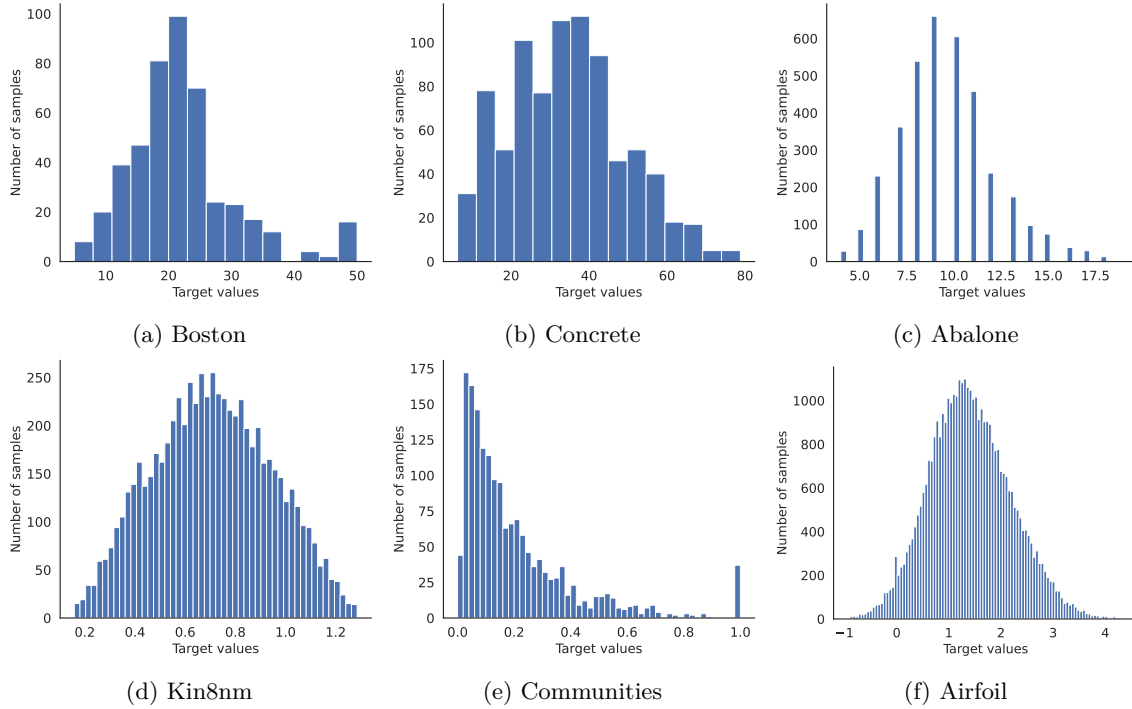 100
80
60
40
20
0
Number of samples
10 20 30 40 50
Target values
(a) Boston
100
80
60
40
20
0
Number of samples
20 40 60 80
Target values
(b) Concrete
600
500
400
300
200
100
0
Number of samples
5.0 7.5 10.0 12.5 15.0 17.5
Target values
(c) Abalone
250
200
150
100
50
0
Number of samples
0.2 0.4 0.6 0.8 1.0 1.2
Target values
(d) Kin8nm
175
150
125
100
75
50
25
0
Number of samples
0.0 0.2 0.4 0.6 0.8 1.0
Target values
(e) Communities
1000
800
600
400
200
0
Number of samples
−1 0 1 2 3 4
Target values
(f) Airfoil